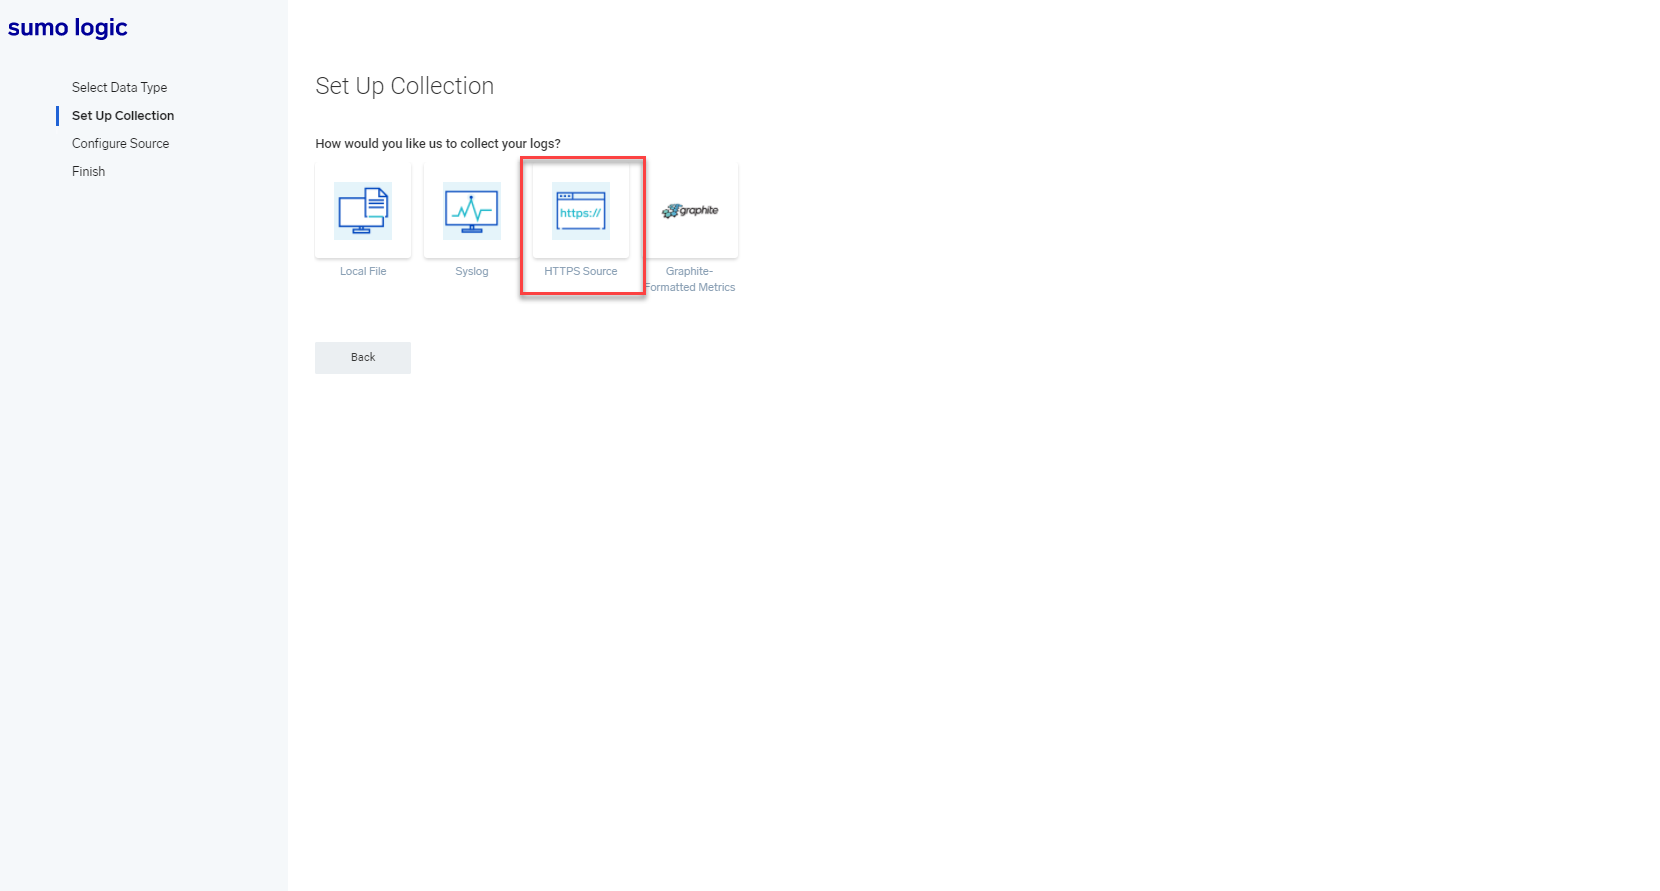 sumo logic
Select Data Type
Set Up Collection
Configure Source
Finish
Set Up Collection
How would you like us to collect your logs?
https://
graphite
Local File
Syslog
HTTPS Source
Graphite-
Formatted Metrics
Back